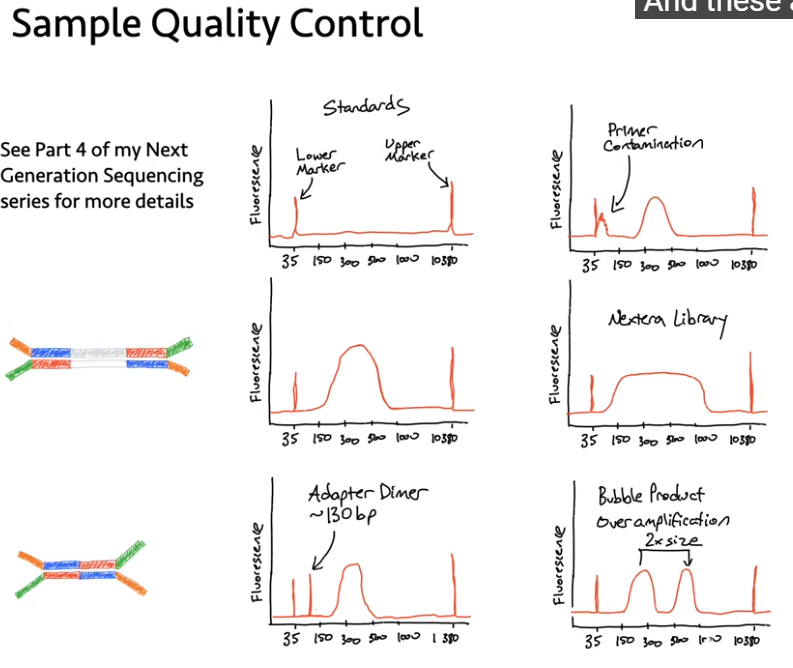 Sample Quality Control
And these a
See Part 4 of my Next
Generation Sequencing
series for more details
Standards
Lower
Marker
Upper
Marker
Fluorescence
35 150 300 500 1000 10380
Primer
Contamination
Fluorescence
35 150 300 500 1000 10380
Fluorescence
35 150 300 500 1000 10380
Nextera Library
Fluorescence
35 150 300 500 1000 10380
Adapter Dimer
~130bp
Fluorescence
35 150 300 500 1000 1 380
Bubble Product
Overamplification
2x size
Fluorescence
35 150 300 500 1000 10380